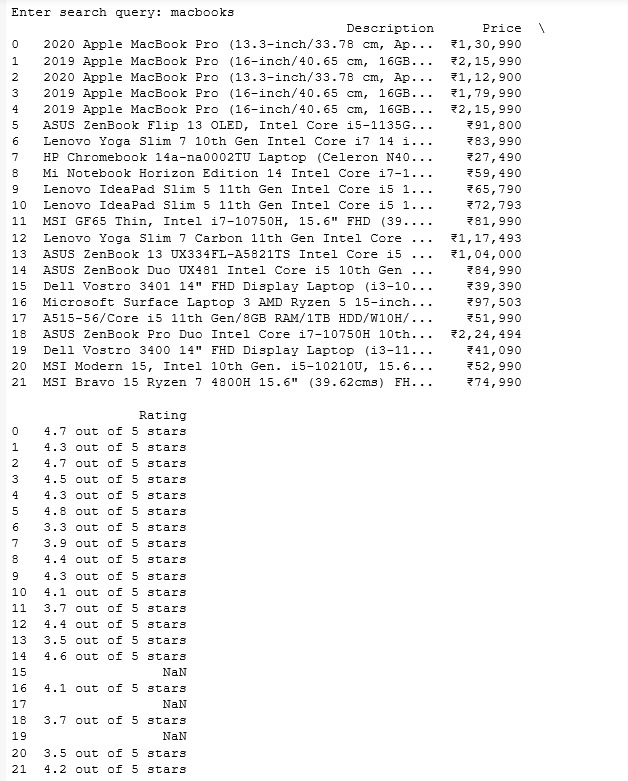 Enter search query: macbooks
Description Price \
0 2020 Apple MacBook Pro (13.3-inch/33.78 cm, Ap... ₹1,30,990
1 2019 Apple MacBook Pro (16-inch/40.65 cm, 16GB... ₹2,15,990
2 2020 Apple MacBook Pro (13.3-inch/33.78 cm, Ap... ₹1,12,900
3 2019 Apple MacBook Pro (16-inch/40.65 cm, 16GB... ₹1,79,990
4 2019 Apple MacBook Pro (16-inch/40.65 cm, 16GB... ₹2,15,990
5 ASUS ZenBook Flip 13 OLED, Intel Core i5-1135G... ₹91,800
6 Lenovo Yoga Slim 7 10th Gen Intel Core i7 14 i... ₹83,990
7 HP Chromebook 14a-na0002TU Laptop (Celeron N40... ₹27,490
8 Mi Notebook Horizon Edition 14 Intel Core i7-1... ₹59,490
9 Lenovo IdeaPad Slim 5 11th Gen Intel Core i5 1... ₹65,790
10 Lenovo IdeaPad Slim 5 11th Gen Intel Core i5 1... ₹72,793
11 MSI GF65 Thin, Intel i7-10750H, 15.6" FHD (39.... ₹81,990
12 Lenovo Yoga Slim 7 Carbon 11th Gen Intel Core ... ₹1,17,493
13 ASUS ZenBook 13 UX334FL-A5821TS Intel Core i5 ... ₹1,04,000
14 ASUS ZenBook Duo UX481 Intel Core i5 10th Gen ... ₹84,990
15 Dell Vostro 3401 14" FHD Display Laptop (i3-10... ₹39,390
16 Microsoft Surface Laptop 3 AMD Ryzen 5 15-inch... ₹97,503
17 A515-56/Core i5 11th Gen/8GB RAM/1TB HDD/W10H/... ₹51,990
18 ASUS ZenBook Pro Duo Intel Core i7-10750H 10th... ₹2,24,494
19 Dell Vostro 3400 14" FHD Display Laptop (i3-11... ₹41,090
20 MSI Modern 15, Intel 10th Gen. i5-10210U, 15.6... ₹52,990
21 MSI Bravo 15 Ryzen 7 4800H 15.6" (39.62cms) FH... ₹74,990
Rating
0 4.7 out of 5 stars
1 4.3 out of 5 stars
2 4.7 out of 5 stars
3 4.5 out of 5 stars
4 4.3 out of 5 stars
5 4.8 out of 5 stars
6 3.3 out of 5 stars
7 3.9 out of 5 stars
8 4.4 out of 5 stars
9 4.3 out of 5 stars
10 4.1 out of 5 stars
11 3.7 out of 5 stars
12 4.4 out of 5 stars
13 3.5 out of 5 stars
14 4.6 out of 5 stars
15 NaN
16 4.1 out of 5 stars
17 NaN
18 3.7 out of 5 stars
19 NaN
20 3.5 out of 5 stars
21 4.2 out of 5 stars